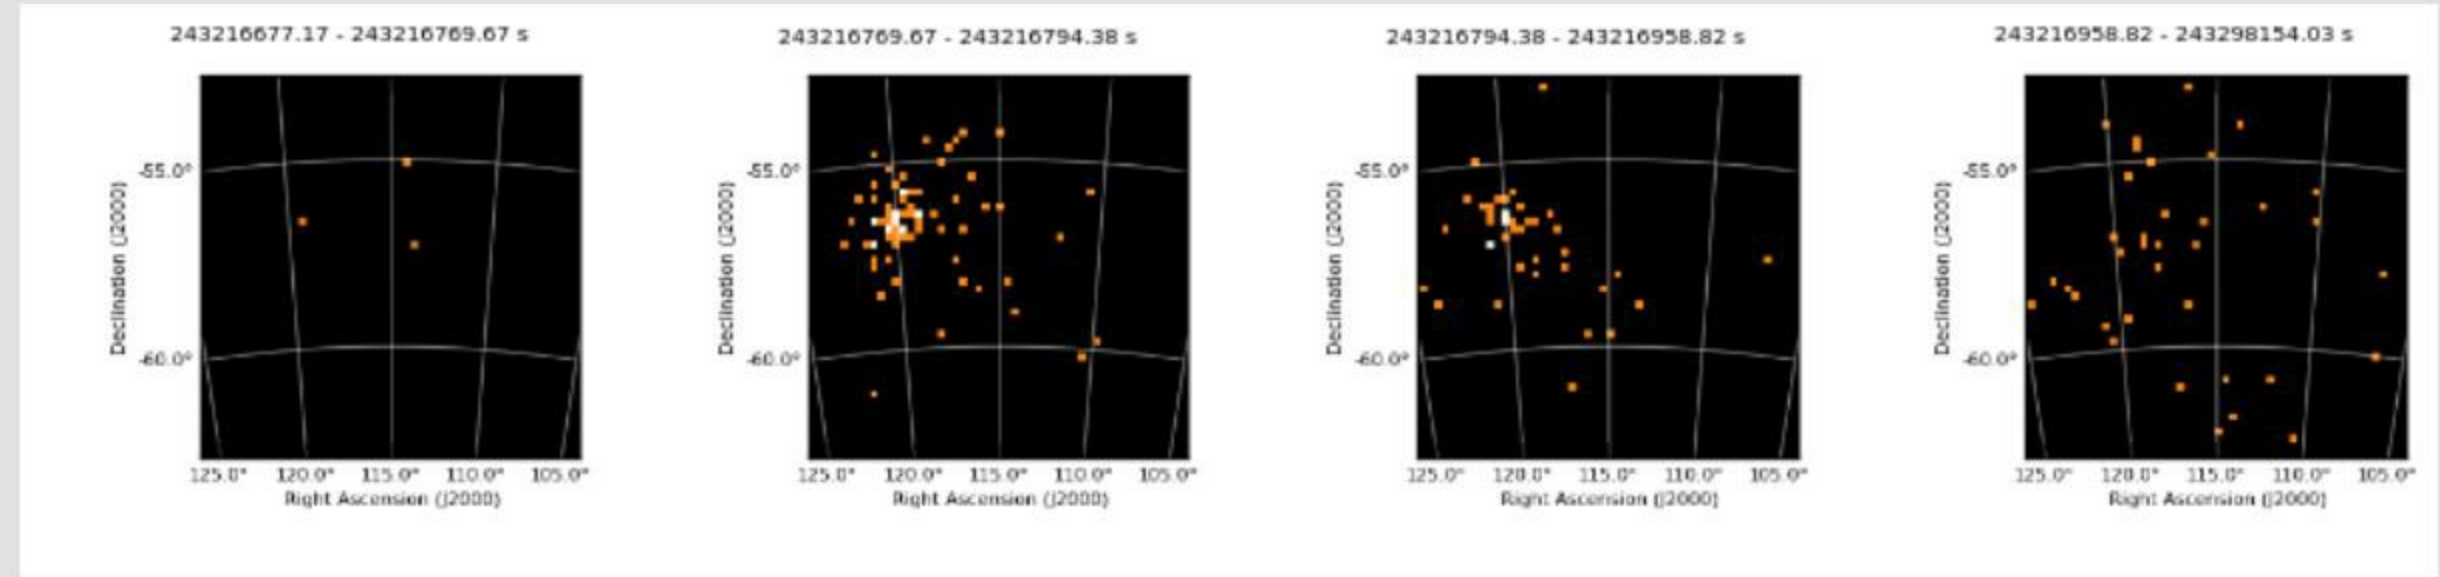 243216677.17 - 243216769.67 s
243216769.67 - 243216794.38 s
243216794.38 - 243216958.82 s
243216958.82 - 243298154.03 s
Declination (J2000)
-55.0°
-60.0°
125.0° 120.0° 115.0° 110.0° 105.0°
Right Ascension (J2000)
Declination (J2000)
-55.0°
-60.0°
125.0° 120.0° 115.0° 110.0° 105.0°
Right Ascension (J2000)
Declination (J2000)
-55.0°
-60.0°
125.0° 120.0° 115.0° 110.0° 105.0°
Right Ascension (J2000)
Declination (J2000)
-55.0°
-60.0°
125.0° 120.0° 115.0° 110.0° 105.0°
Right Ascension (J2000)